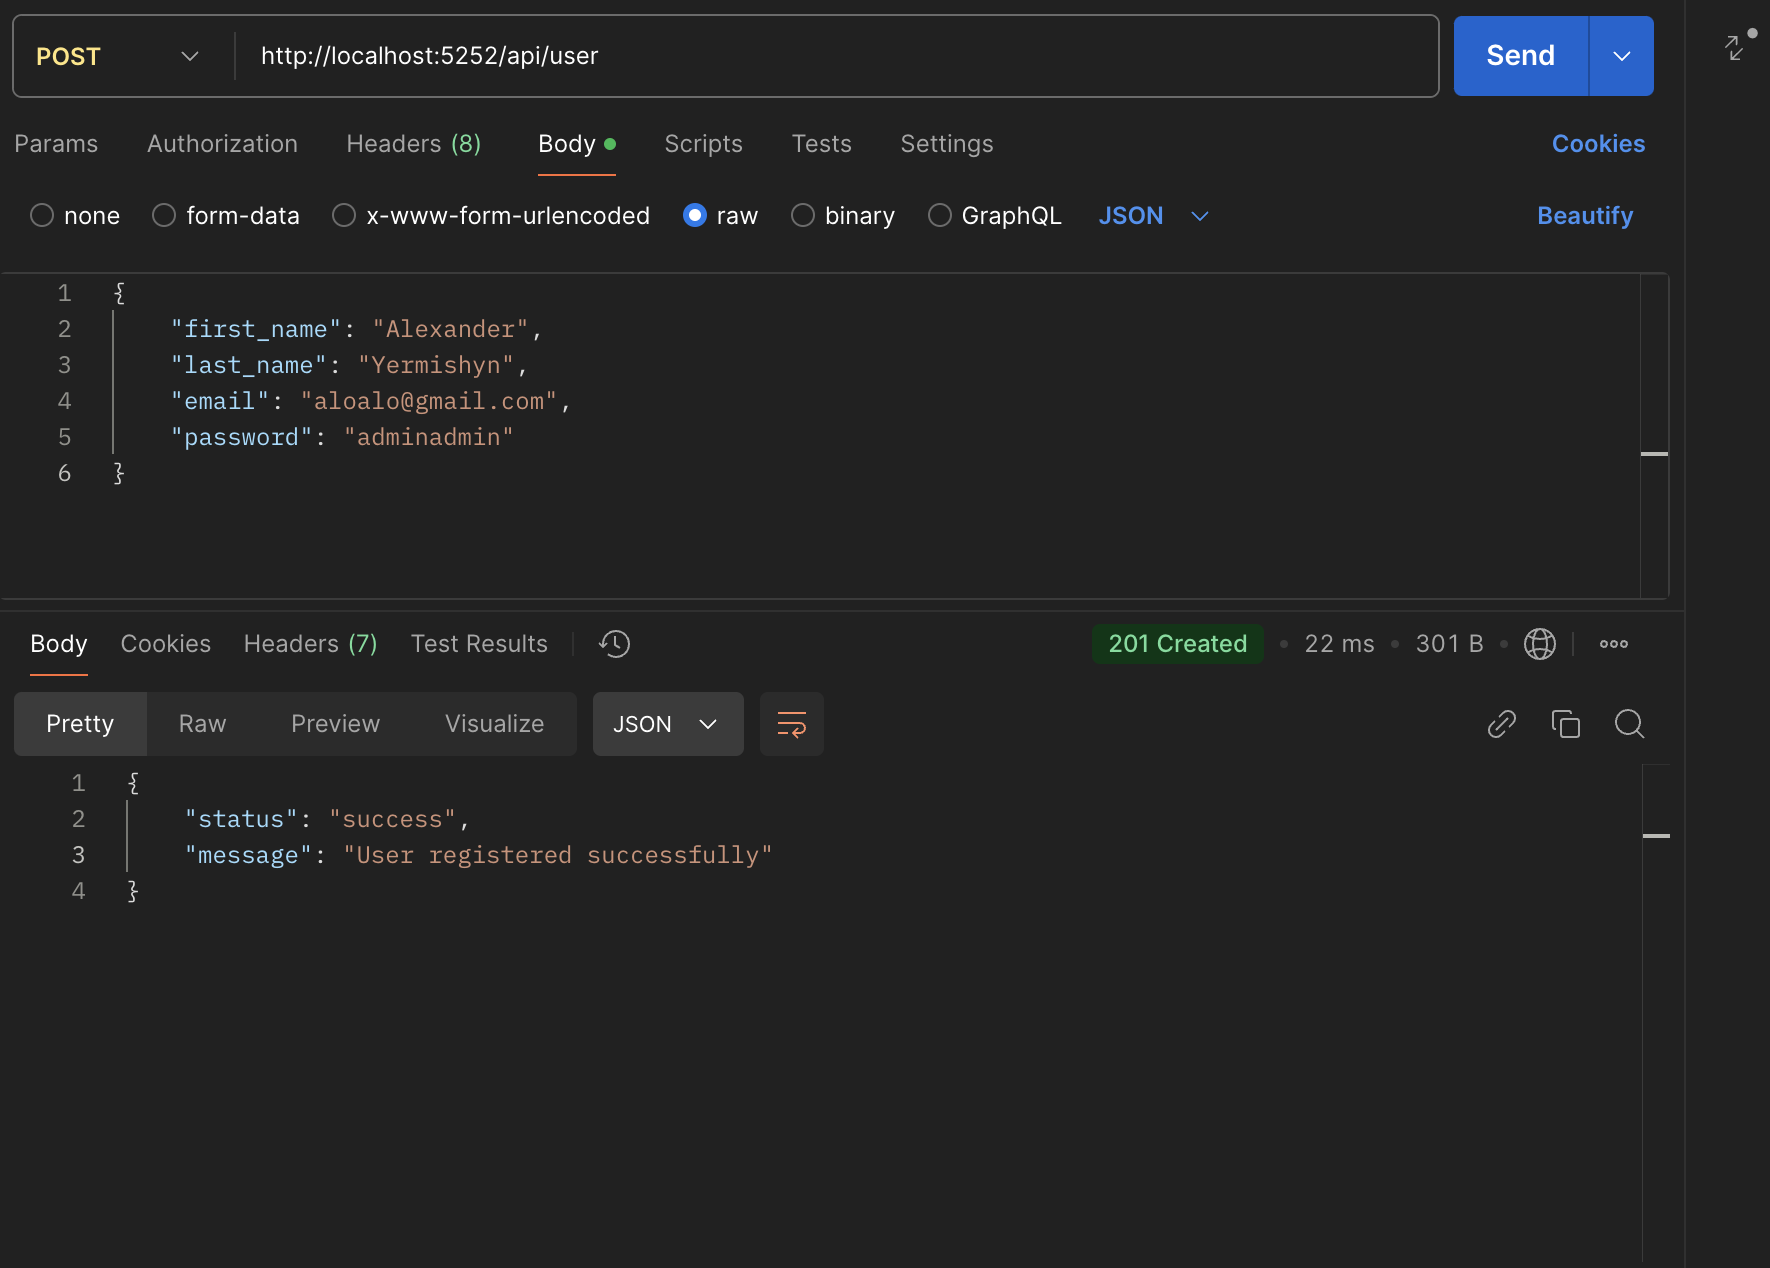 POST http://localhost:5252/api/user Send
Params Authorization Headers (8) Body Scripts Tests Settings Cookies
none form-data x-www-form-urlencoded raw binary GraphQL JSON Beautify
1 {
2 "first_name": "Alexander",
3 "last_name": "Yermishyn",
4 "email": "aloalo@gmail.com",
5 "password": "adminadmin"
6 }
Body Cookies Headers (7) Test Results 201 Created • 22 ms • 301 B •
Pretty Raw Preview Visualize JSON
1 {
2 "status": "success",
3 "message": "User registered successfully"
4 }